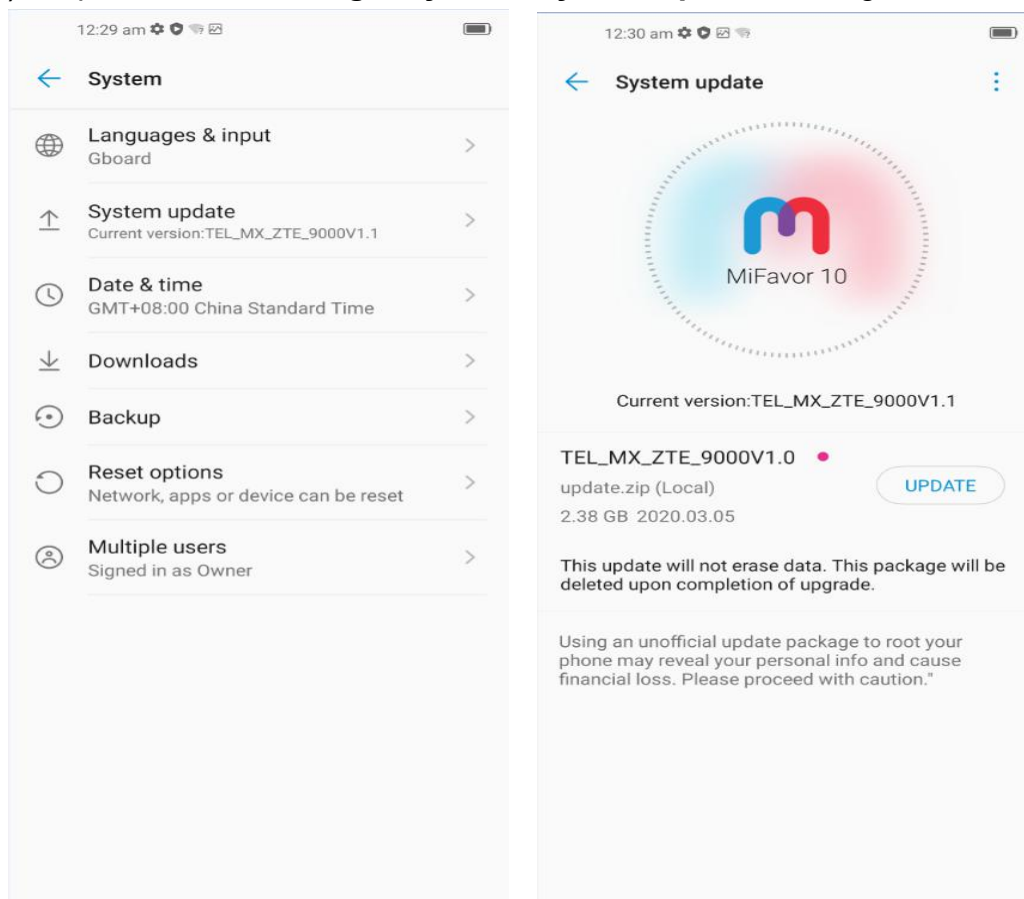 12:29 am
System
Languages & input
Gboard
System update
Current version:TEL_MX_ZTE_9000V1.1
Date & time
GMT+08:00 China Standard Time
Downloads
Backup
Reset options
Network, apps or device can be reset
Multiple users
Signed in as Owner
12:30 am
System update
MiFavor 10
Current version:TEL_MX_ZTE_9000V1.1
TEL_MX_ZTE_9000V1.0
update.zip (Local)
UPDATE
2.38 GB 2020.03.05
This update will not erase data. This package will be
deleted upon completion of upgrade.
Using an unofficial update package to root your
phone may reveal your personal info and cause
financial loss. Please proceed with caution."